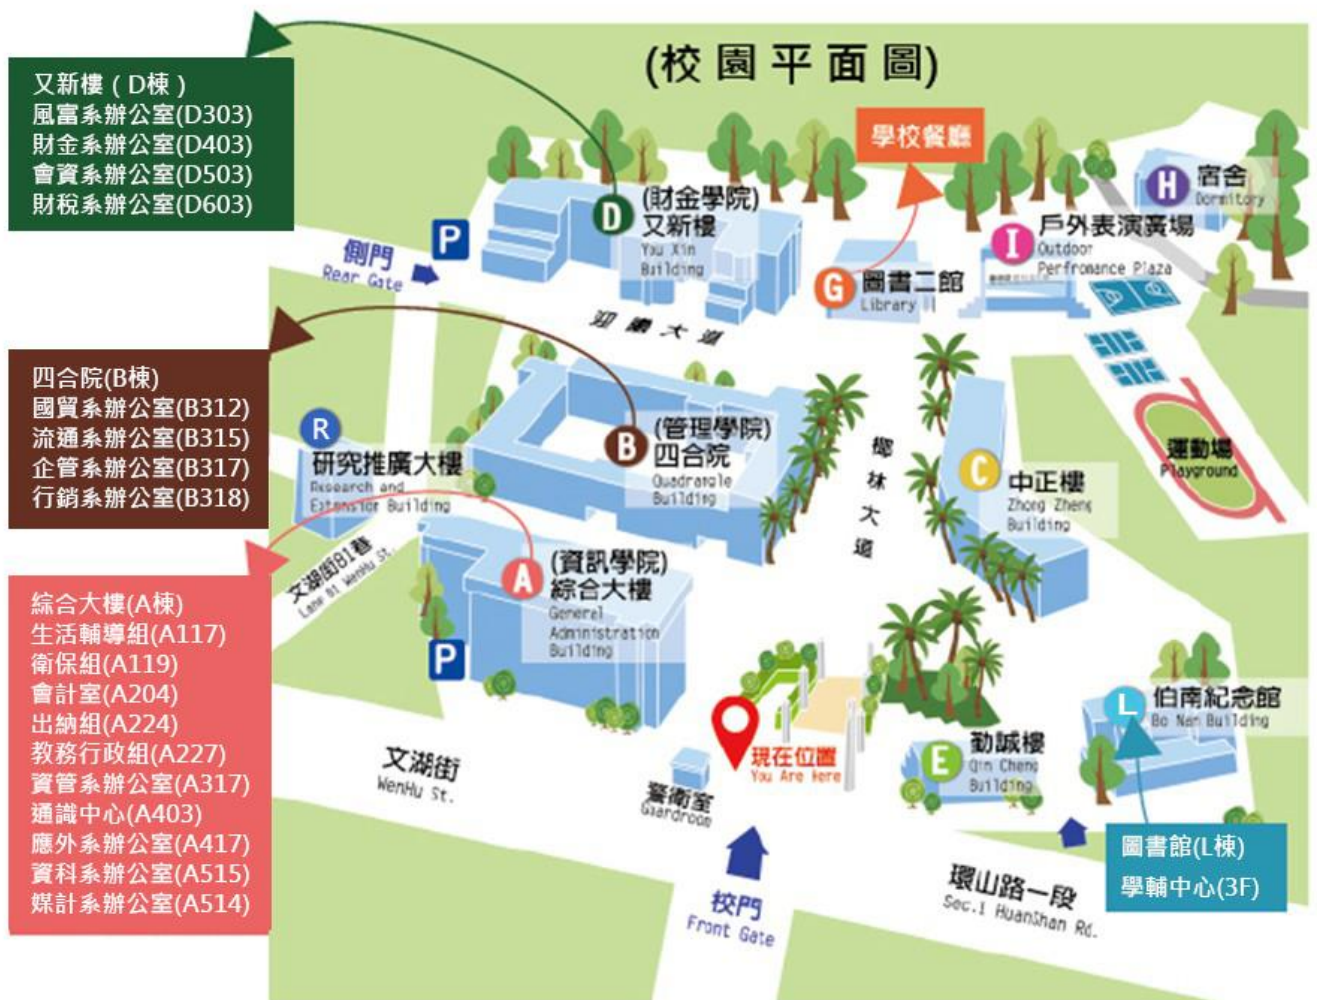 (校園平面圖)
又新樓（D棟）
風富系辦公室(D303)
財金系辦公室(D403)
會資系辦公室(D503)
財稅系辦公室(D603)
學校餐廳
H
宿舍
Dormitory
D
(財金學院)
又新樓
You Xin
Building
P
側門
Rear Gate
I
戶外表演廣場
Outdoor
Perfromance Plaza
G
圖書二館
Library II
迎曦大道
四合院(B棟)
國貿系辦公室(B312)
流通系辦公室(B315)
企管系辦公室(B317)
行銷系辦公室(B318)
R
研究推廣大樓
Research and
Extension Building
B
(管理學院)
四合院
Quadrangle
Building
椰林大道
C
中正樓
Zhong Zheng
Building
運動場
Playground
文湖街81巷
Lane 81 WenHu St.
A
(資訊學院)
綜合大樓
General
Administration
Building
P
綜合大樓(A棟)
生活輔導組(A117)
衛保組(A119)
會計室(A204)
出納組(A224)
教務行政組(A227)
資管系辦公室(A317)
通識中心(A403)
應外系辦公室(A417)
資科系辦公室(A515)
媒計系辦公室(A514)
L
伯南紀念館
Bo Nan Building
現在位置
You Are Here
E
勤誠樓
Qin Cheng
Building
文湖街
WenHu St.
警衛室
Guardroom
圖書館(L棟)
學輔中心(3F)
校門
Front Gate
環山路一段
Sec.1 HuanShan Rd.